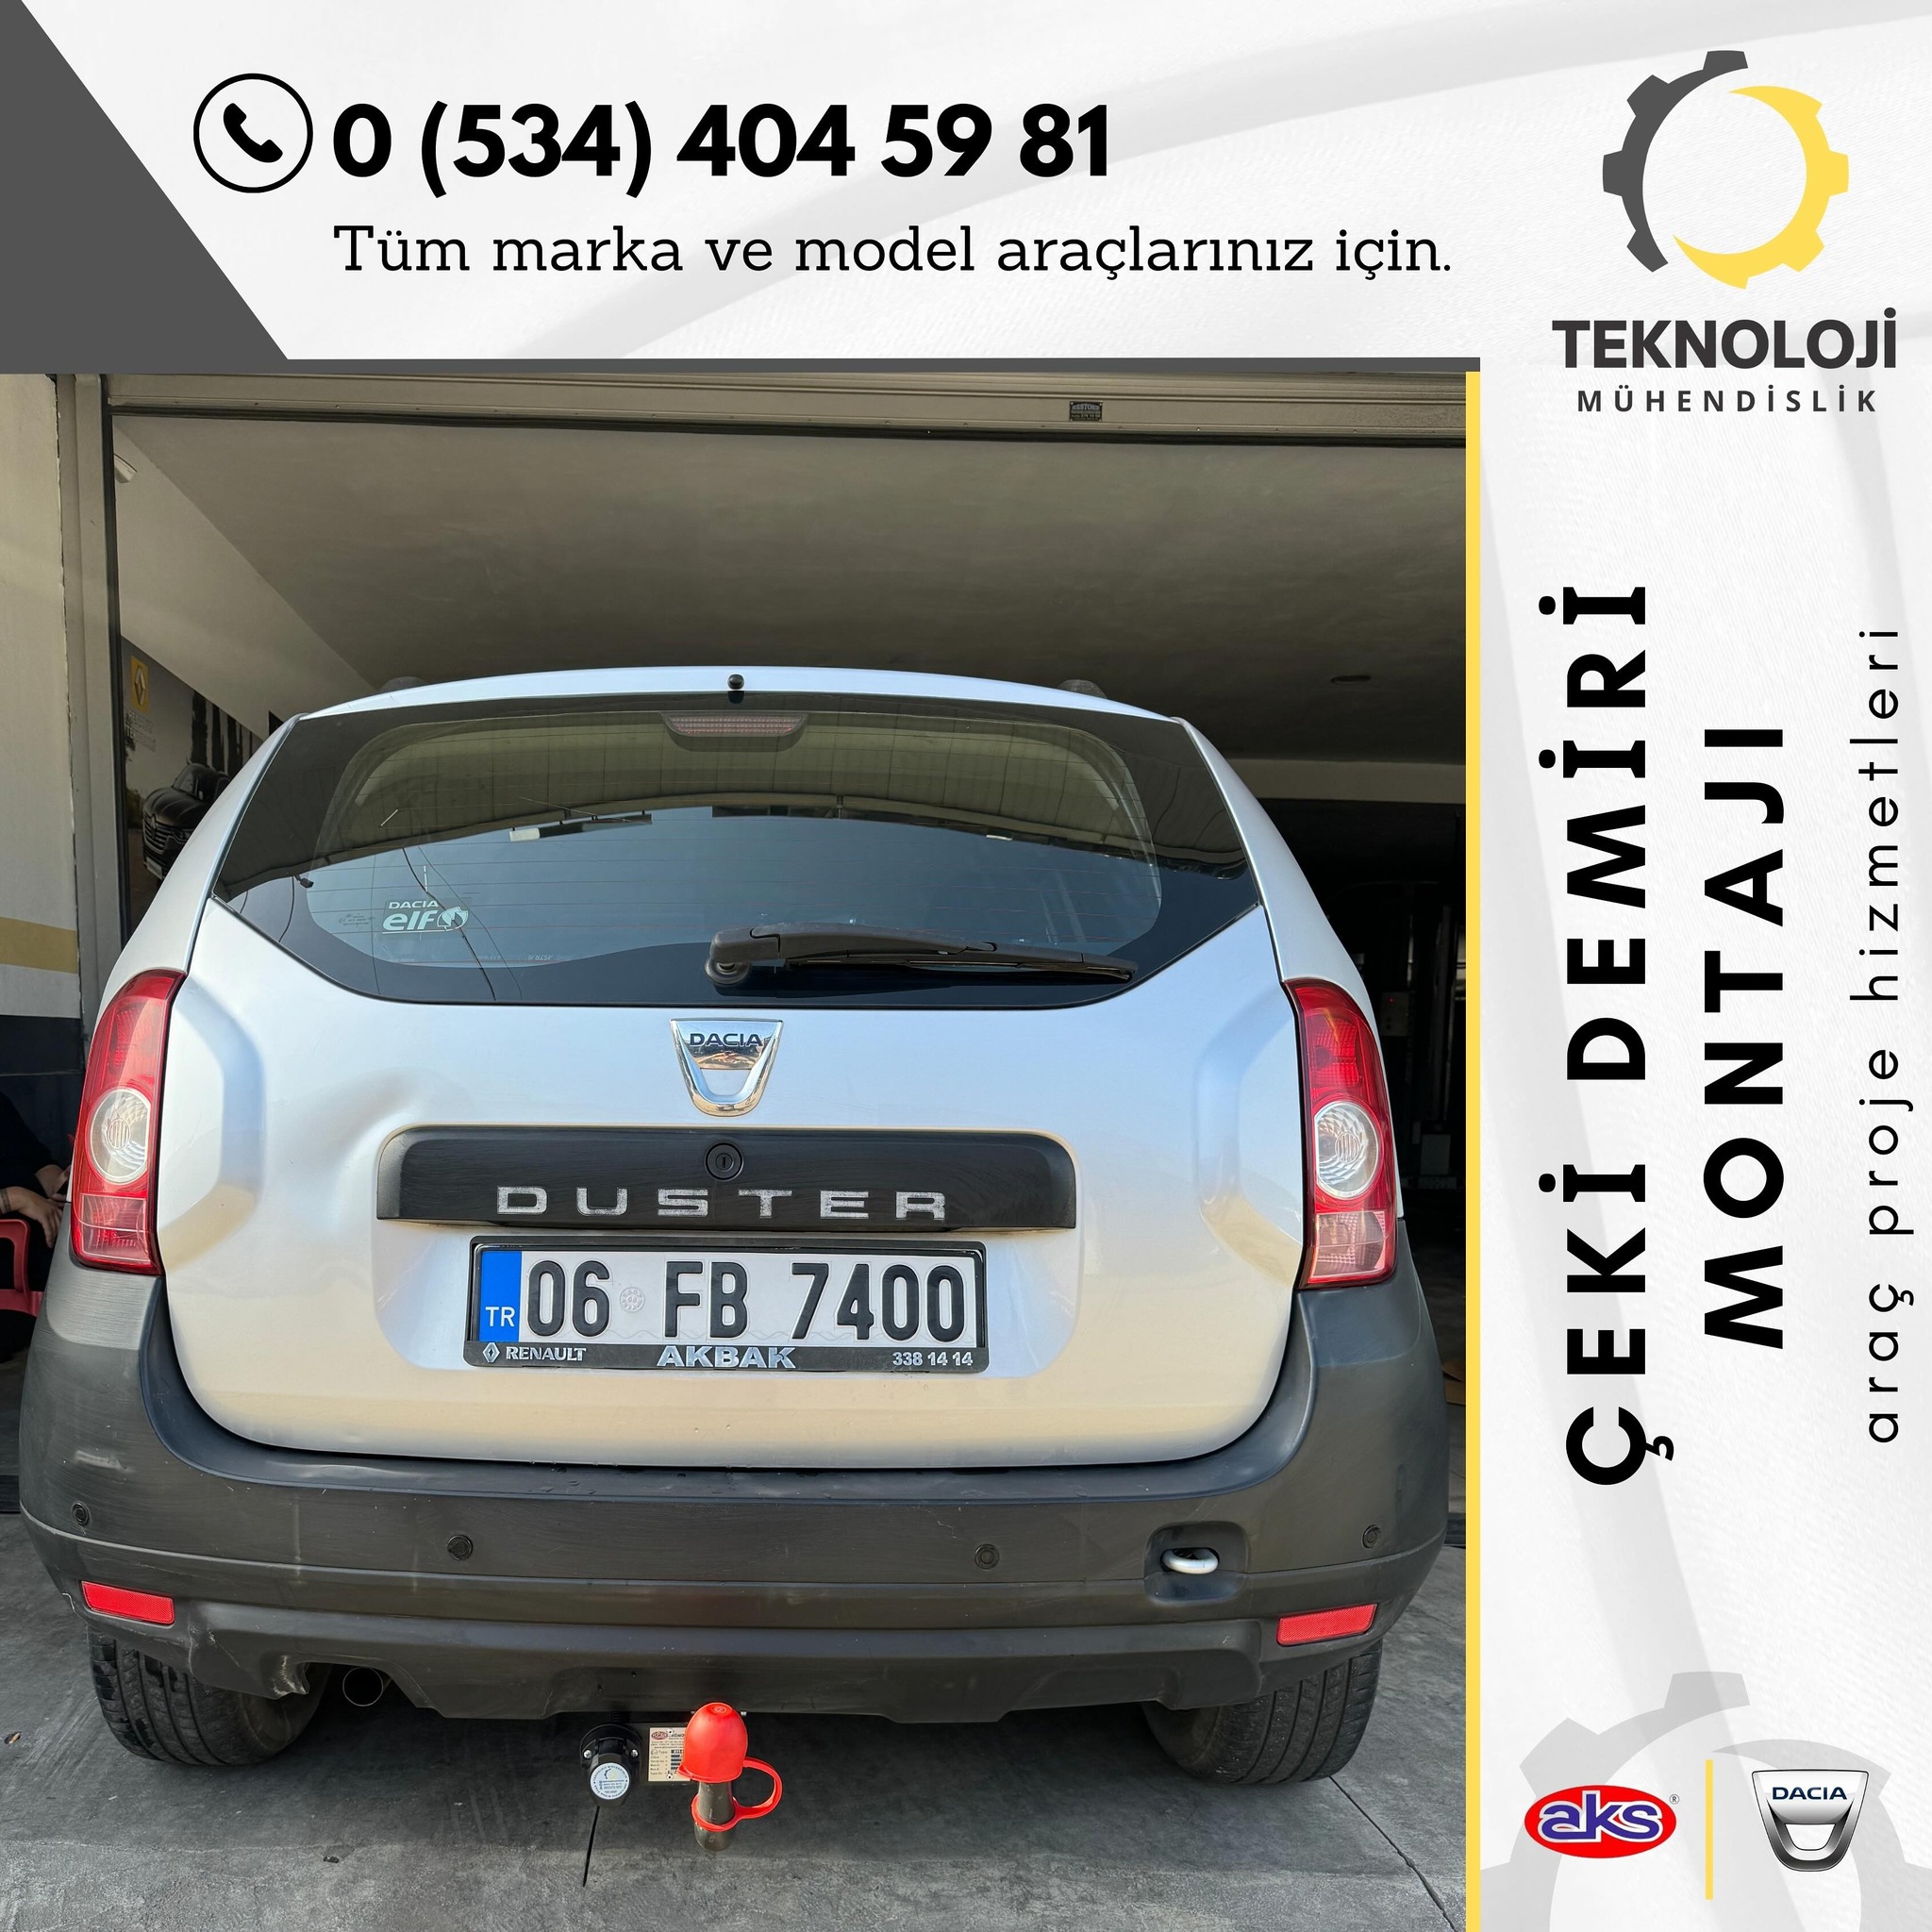 0 (534) 404 59 81
Tüm marka ve model araçlarınız için.
TEKNOLOJİ
MÜHENDİSLİK
ÇEKİ DEMİRİ
MONTAJI
araç proje hizmetleri
DACIA
elf
DACIA
DUSTER
TR 06 FB 7400
RENAULT AKBAK 338 14 14
aks®
DACIA